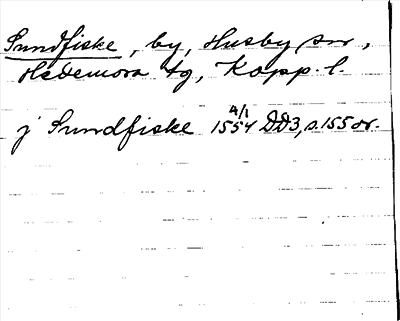 Sundfiske, by, Husby sn,
Hedemora tg, Kopp. l.
j Sundfiske 1554 4/1 DD3, s.155 or.